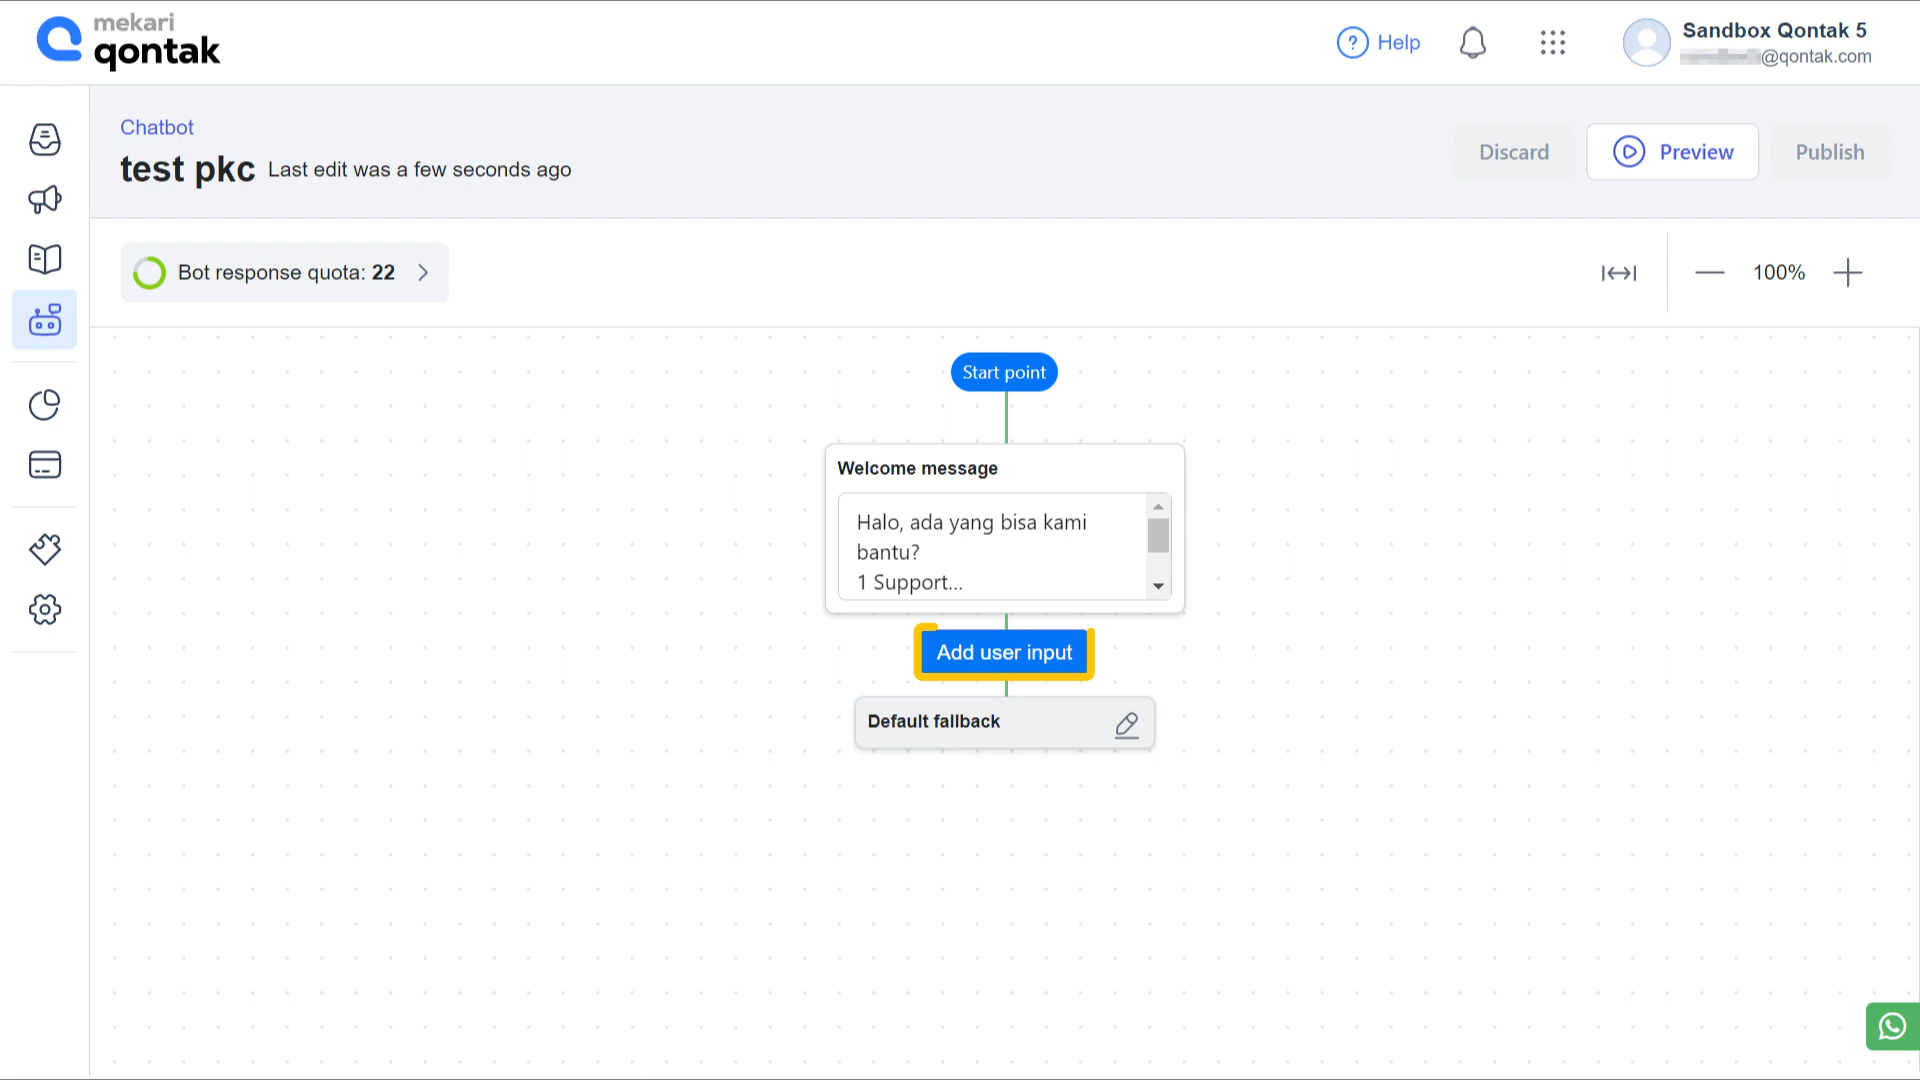 mekari
qontak
? Help
Sandbox Qontak 5
@qontak.com
Chatbot
test pkc Last edit was a few seconds ago
Discard
Preview
Publish
Bot response quota: 22
100%
Start point
Welcome message
Halo, ada yang bisa kami
bantu?
1 Support...
Add user input
Default fallback